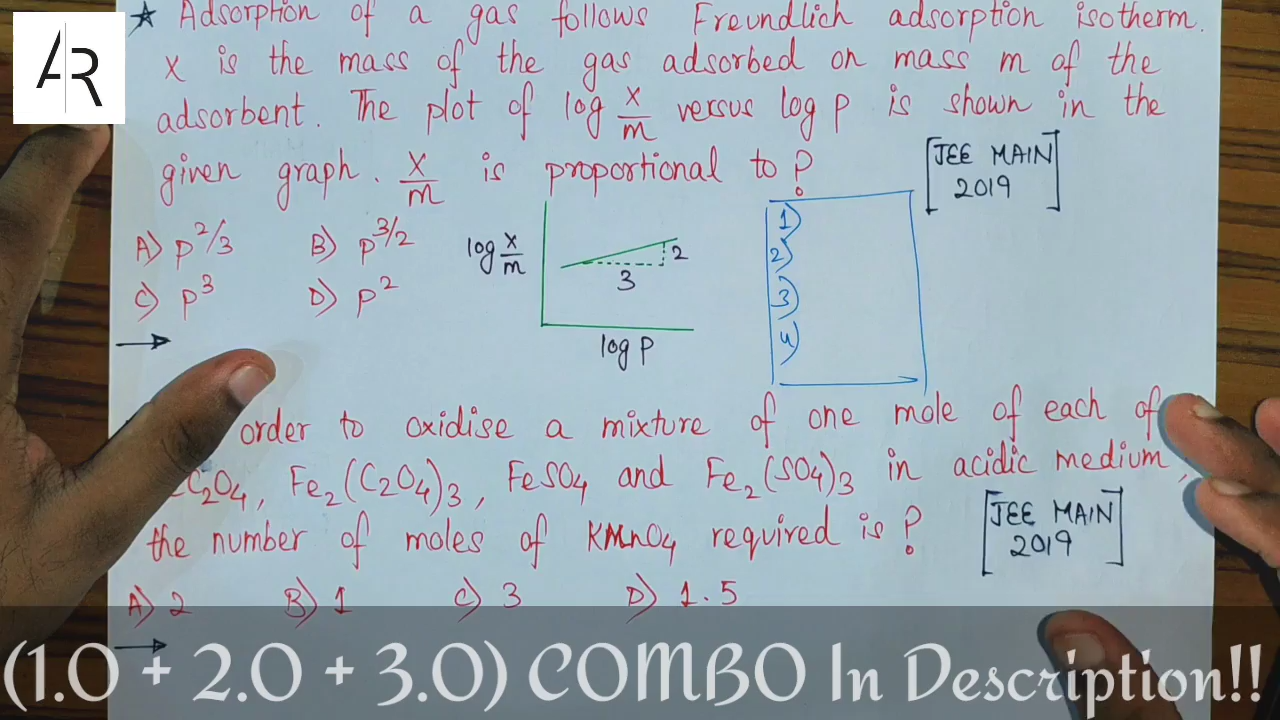 AR
★ Adsorption of a gas follows Freundlich adsorption isotherm.
x is the mass of the gas adsorbed on mass m of the
adsorbent. The plot of log x/m versus log p is shown in the
given graph. x/m is proportional to ?
[JEE MAIN
2019]
A) p^2/3 B) p^3/2
C) p^3 D) p^2
log x/m
2
3
log P
1)
2)
3)
4)
order to oxidise a mixture of one mole of each of
C2O4, Fe2(C2O4)3, FeSO4 and Fe2(SO4)3 in acidic medium,
the number of moles of KMnO4 required is ?
[JEE MAIN
2019]
A) 2 B) 1 C) 3 D) 1.5
(1.0 + 2.0 + 3.0) COMBO In Description!!